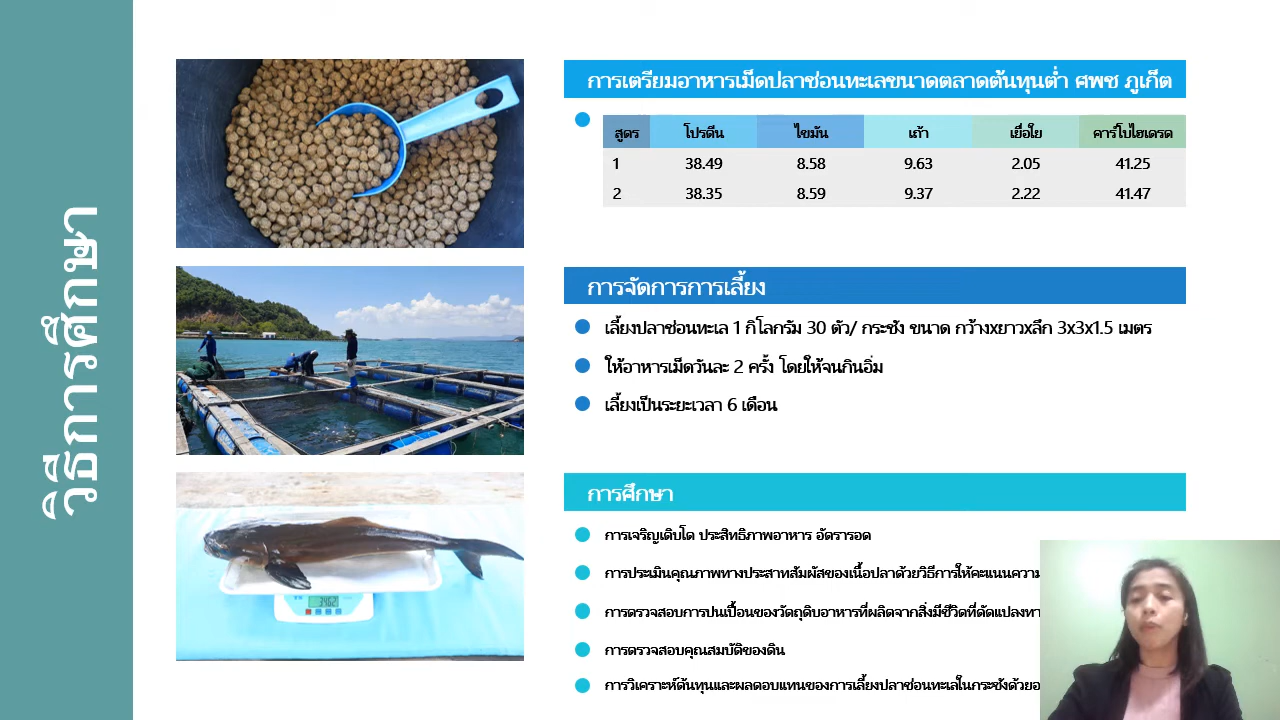 วิธีการศึกษา
การเตรียมอาหารเม็ดปลาช่อนทะเลขนาดตลาดต้นทุนต่ำ ศพช ภูเก็ต
สูตร โปรตีน ไขมัน เถ้า เยื่อใย คาร์โบไฮเดรต
1 38.49 8.58 9.63 2.05 41.25
2 38.35 8.59 9.37 2.22 41.47
การจัดการการเลี้ยง
เลี้ยงปลาช่อนทะเล 1 กิโลกรัม 30 ตัว/ กระชัง ขนาด กว้างxยาวxลึก 3x3x1.5 เมตร
ให้อาหารเม็ดวันละ 2 ครั้ง โดยให้จนกินอิ่ม
เลี้ยงเป็นระยะเวลา 6 เดือน
การศึกษา
การเจริญเติบโต ประสิทธิภาพอาหาร อัตรารอด
การประเมินคุณภาพทางประสาทสัมผัสของเนื้อปลาด้วยวิธีการให้คะแนนความ
การตรวจสอบการปนเปื้อนของวัตถุดิบอาหารที่ผลิตจากสิ่งมีชีวิตที่ดัดแปลงทา
การตรวจสอบคุณสมบัติของดิน
การวิเคราะห์ต้นทุนและผลตอบแทนของการเลี้ยงปลาช่อนทะเลในกระชังด้วยอ